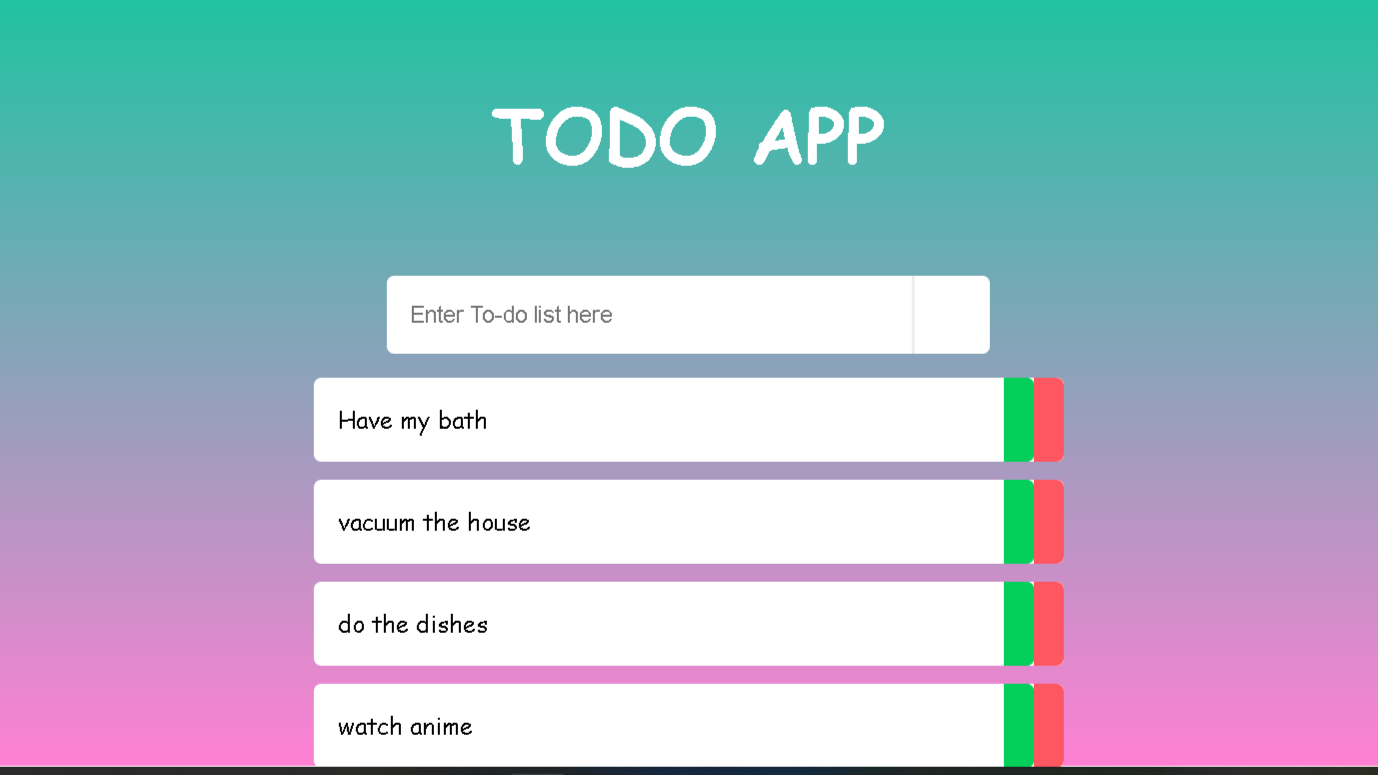 TODO APP
Enter To-do list here
Have my bath
vacuum the house
do the dishes
watch anime